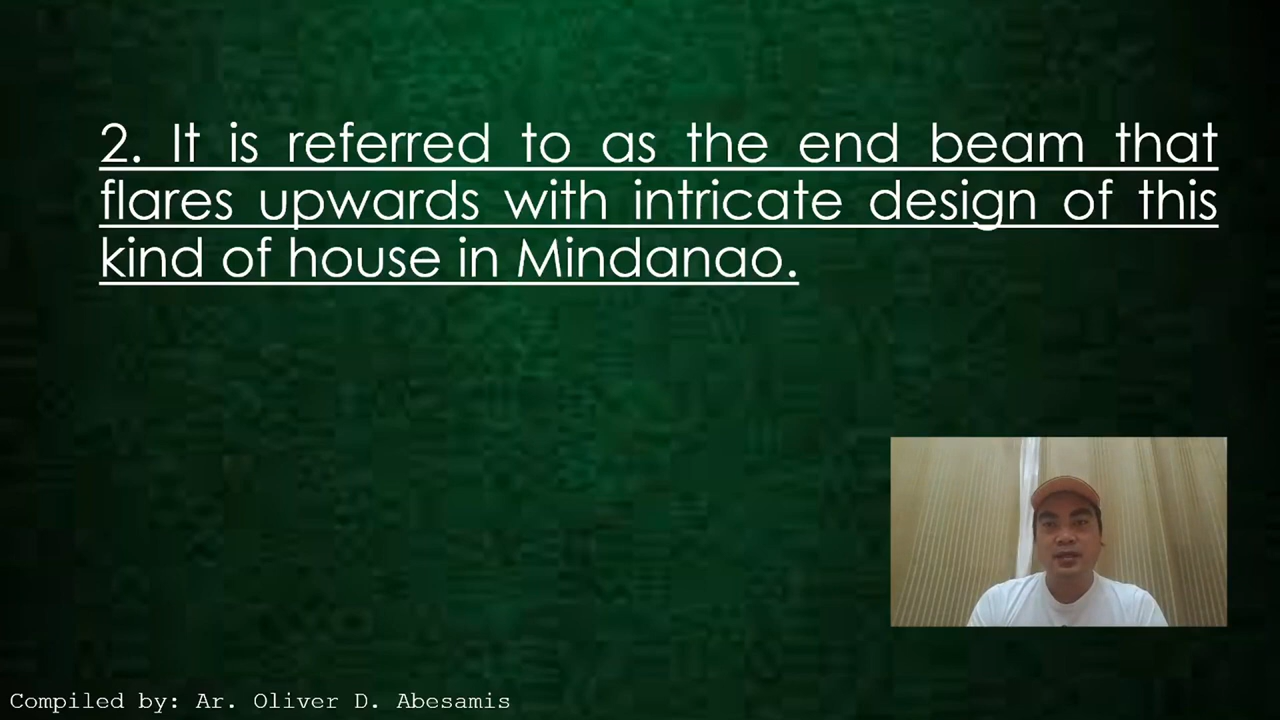 2. It is referred to as the end beam that
flares upwards with intricate design of this
kind of house in Mindanao.
Compiled by: Ar. Oliver D. Abesamis